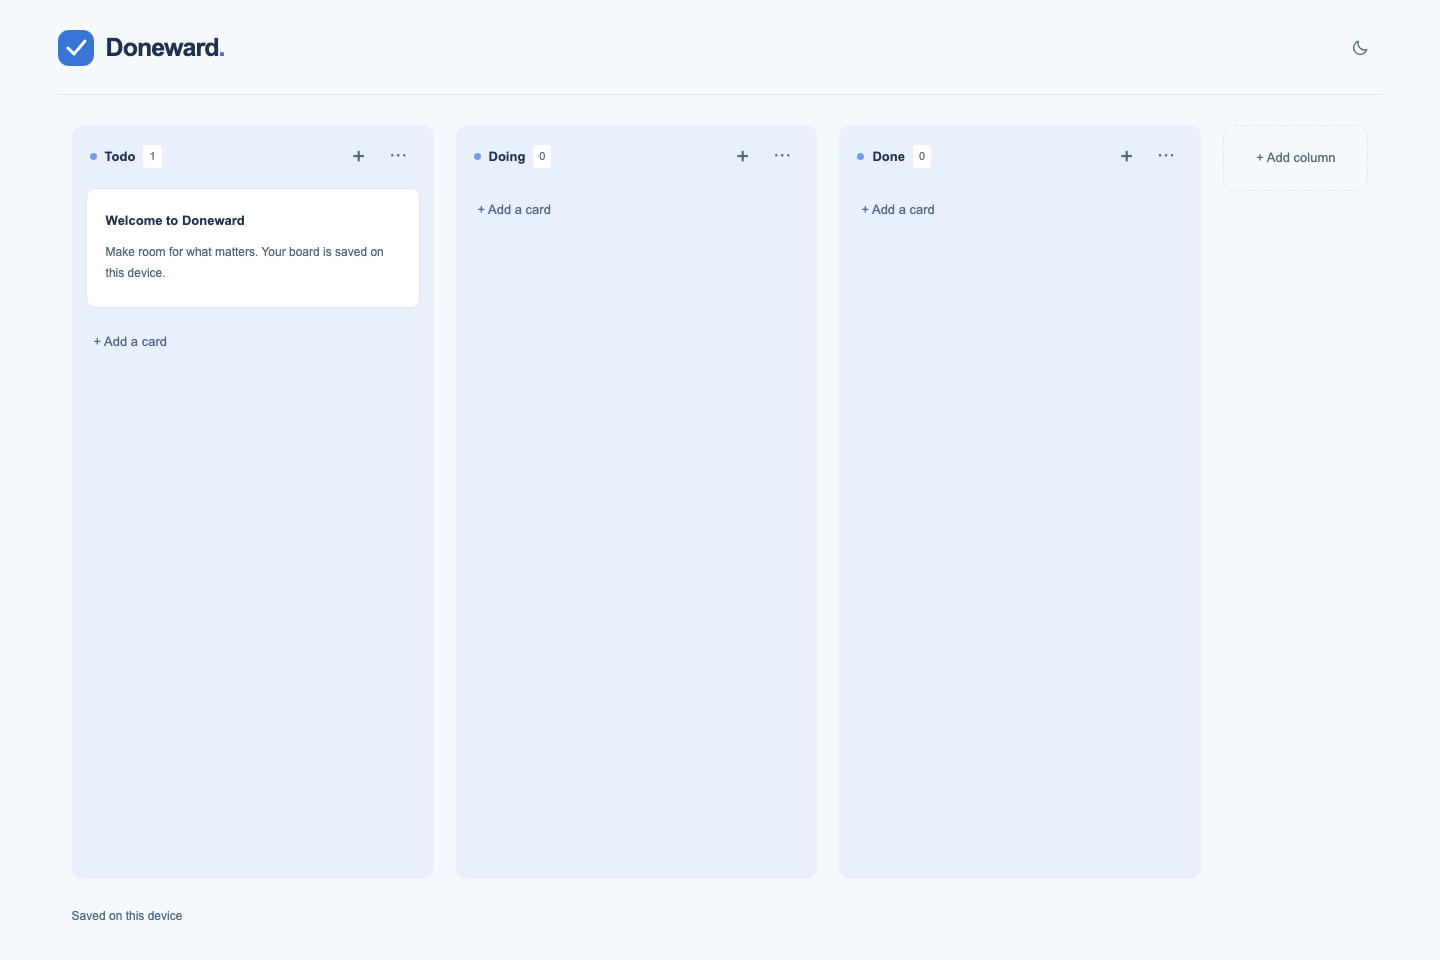 Doneward.
Todo 1
+ ...
Welcome to Doneward
Make room for what matters. Your board is saved on
this device.
+ Add a card
Doing 0
+ ...
+ Add a card
Done 0
+ ...
+ Add a card
+ Add column
Saved on this device